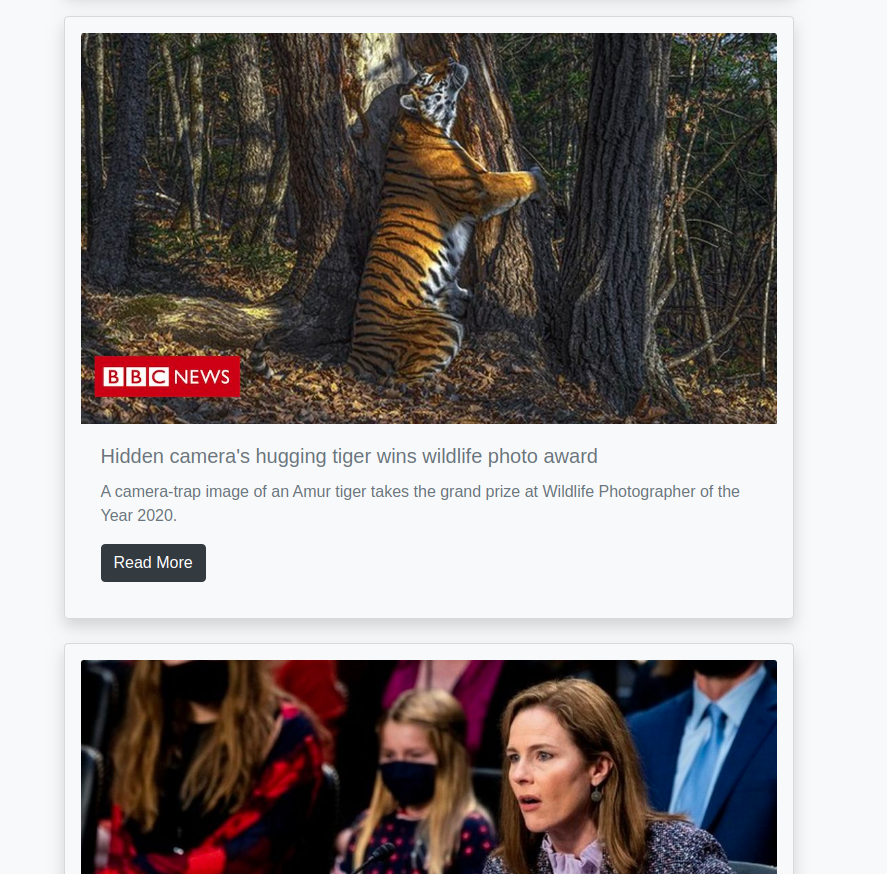 BBC NEWS
Hidden camera's hugging tiger wins wildlife photo award
A camera-trap image of an Amur tiger takes the grand prize at Wildlife Photographer of the
Year 2020.
Read More